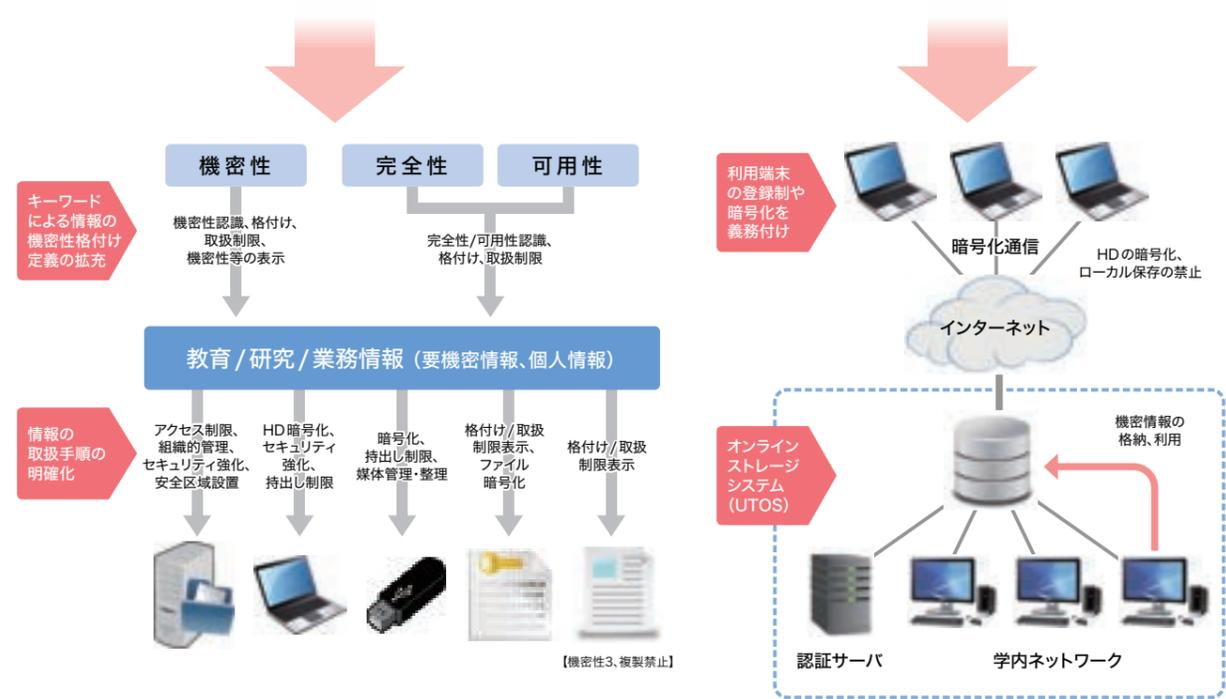 機密性
完全性
可用性
キーワード
による情報の
機密性格付け
定義の拡充
機密性認識、格付け、
取扱制限、
機密性等の表示
完全性/可用性認識、
格付け、取扱制限
教育/研究/業務情報（要機密情報、個人情報）
情報の
取扱手順の
明確化
アクセス制限、
組織的管理、
セキュリティ強化、
安全区域設置
HD暗号化、
セキュリティ
強化、
持出し制限
暗号化、
持出し制限、
媒体管理・整理
格付け/取扱
制限表示、
ファイル
暗号化
格付け/取扱
制限表示
【機密性3、複製禁止】
利用端末
の登録制や
暗号化を
義務付け
暗号化通信
HDの暗号化、
ローカル保存の禁止
インターネット
オンライン
ストレージ
システム
（UTOS）
機密情報の
格納、利用
認証サーバ
学内ネットワーク